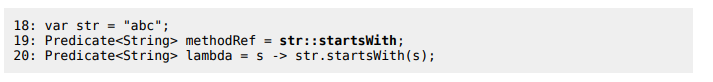 18: var str = "abc";
19: Predicate<String> methodRef = str::startsWith;
20: Predicate<String> lambda = s -> str.startsWith(s);